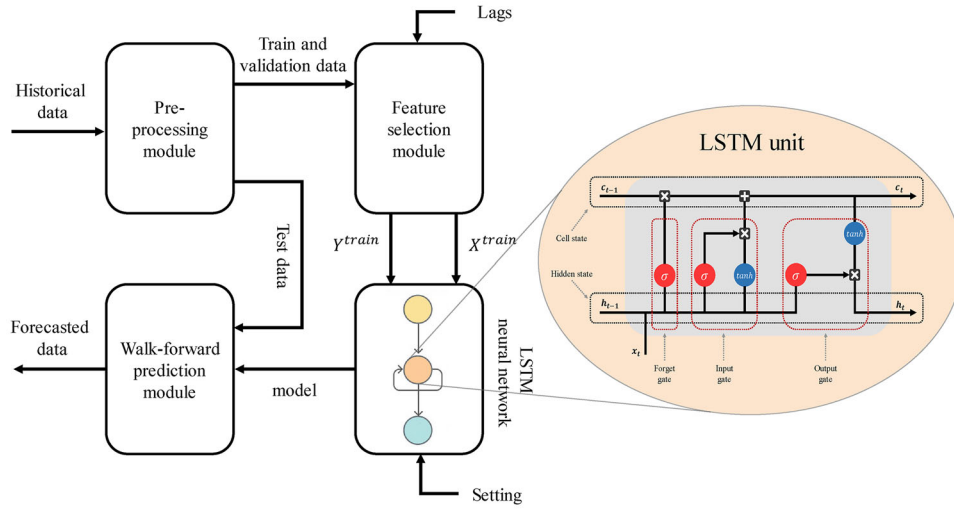 Lags
Train and
validation data
Historical
data
Pre-
processing
module
Feature
selection
module
Test data
Y^train
X^train
Forecasted
data
Walk-forward
prediction
module
model
LSTM
neural network
Setting
LSTM unit
c_{t-1}
c_t
Cell state
tanh
σ
σ
tanh
σ
Hidden state
h_{t-1}
h_t
x_t
Forget
gate
Input
gate
Output
gate